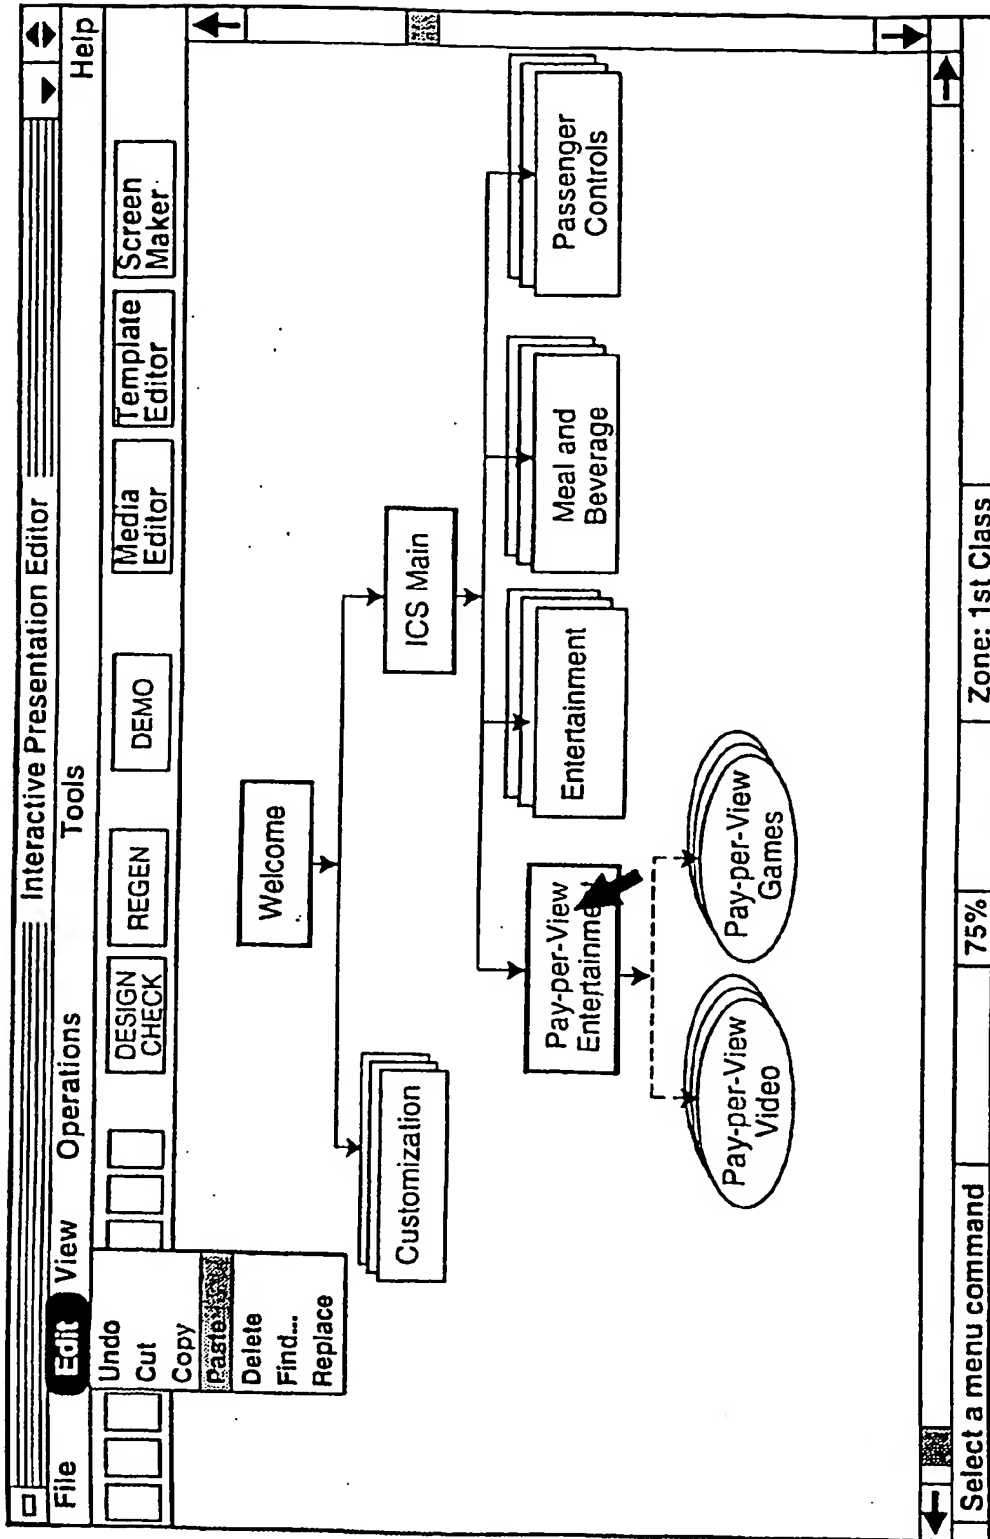 Interactive Presentation Editor
File Edit View Operations Tools Help
DESIGN
CHECK
REGEN
DEMO
Media
Editor
Template
Editor
Screen
Maker
Undo
Cut
Copy
Paste
Delete
Find...
Replace
Welcome
Customization
ICS Main
Pay-per-View
Entertainment
Entertainment
Meal and
Beverage
Passenger
Controls
Pay-per-View
Video
Pay-per-View
Games
Select a menu command
75%
Zone: 1st Class